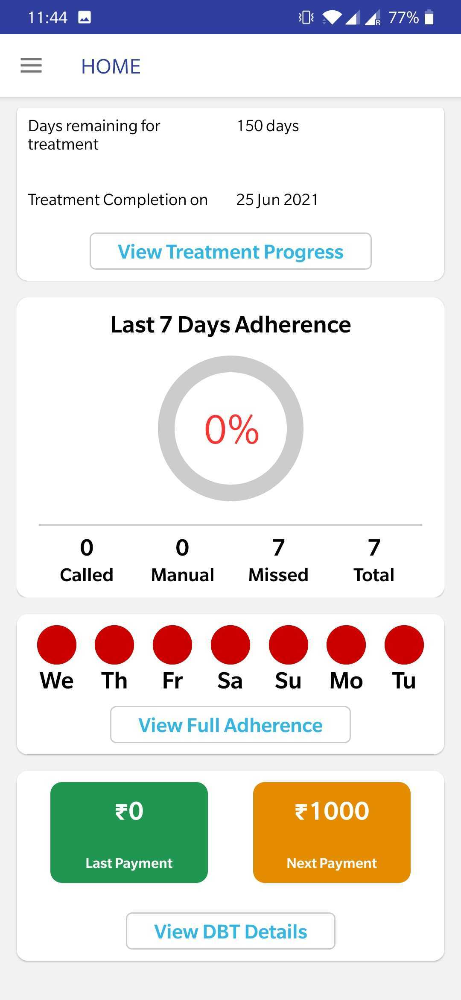 11:44
R 77%
HOME
Days remaining for 150 days
treatment
Treatment Completion on 25 Jun 2021
View Treatment Progress
Last 7 Days Adherence
0%
0 0 7 7
Called Manual Missed Total
We Th Fr Sa Su Mo Tu
View Full Adherence
₹0 ₹1000
Last Payment Next Payment
View DBT Details